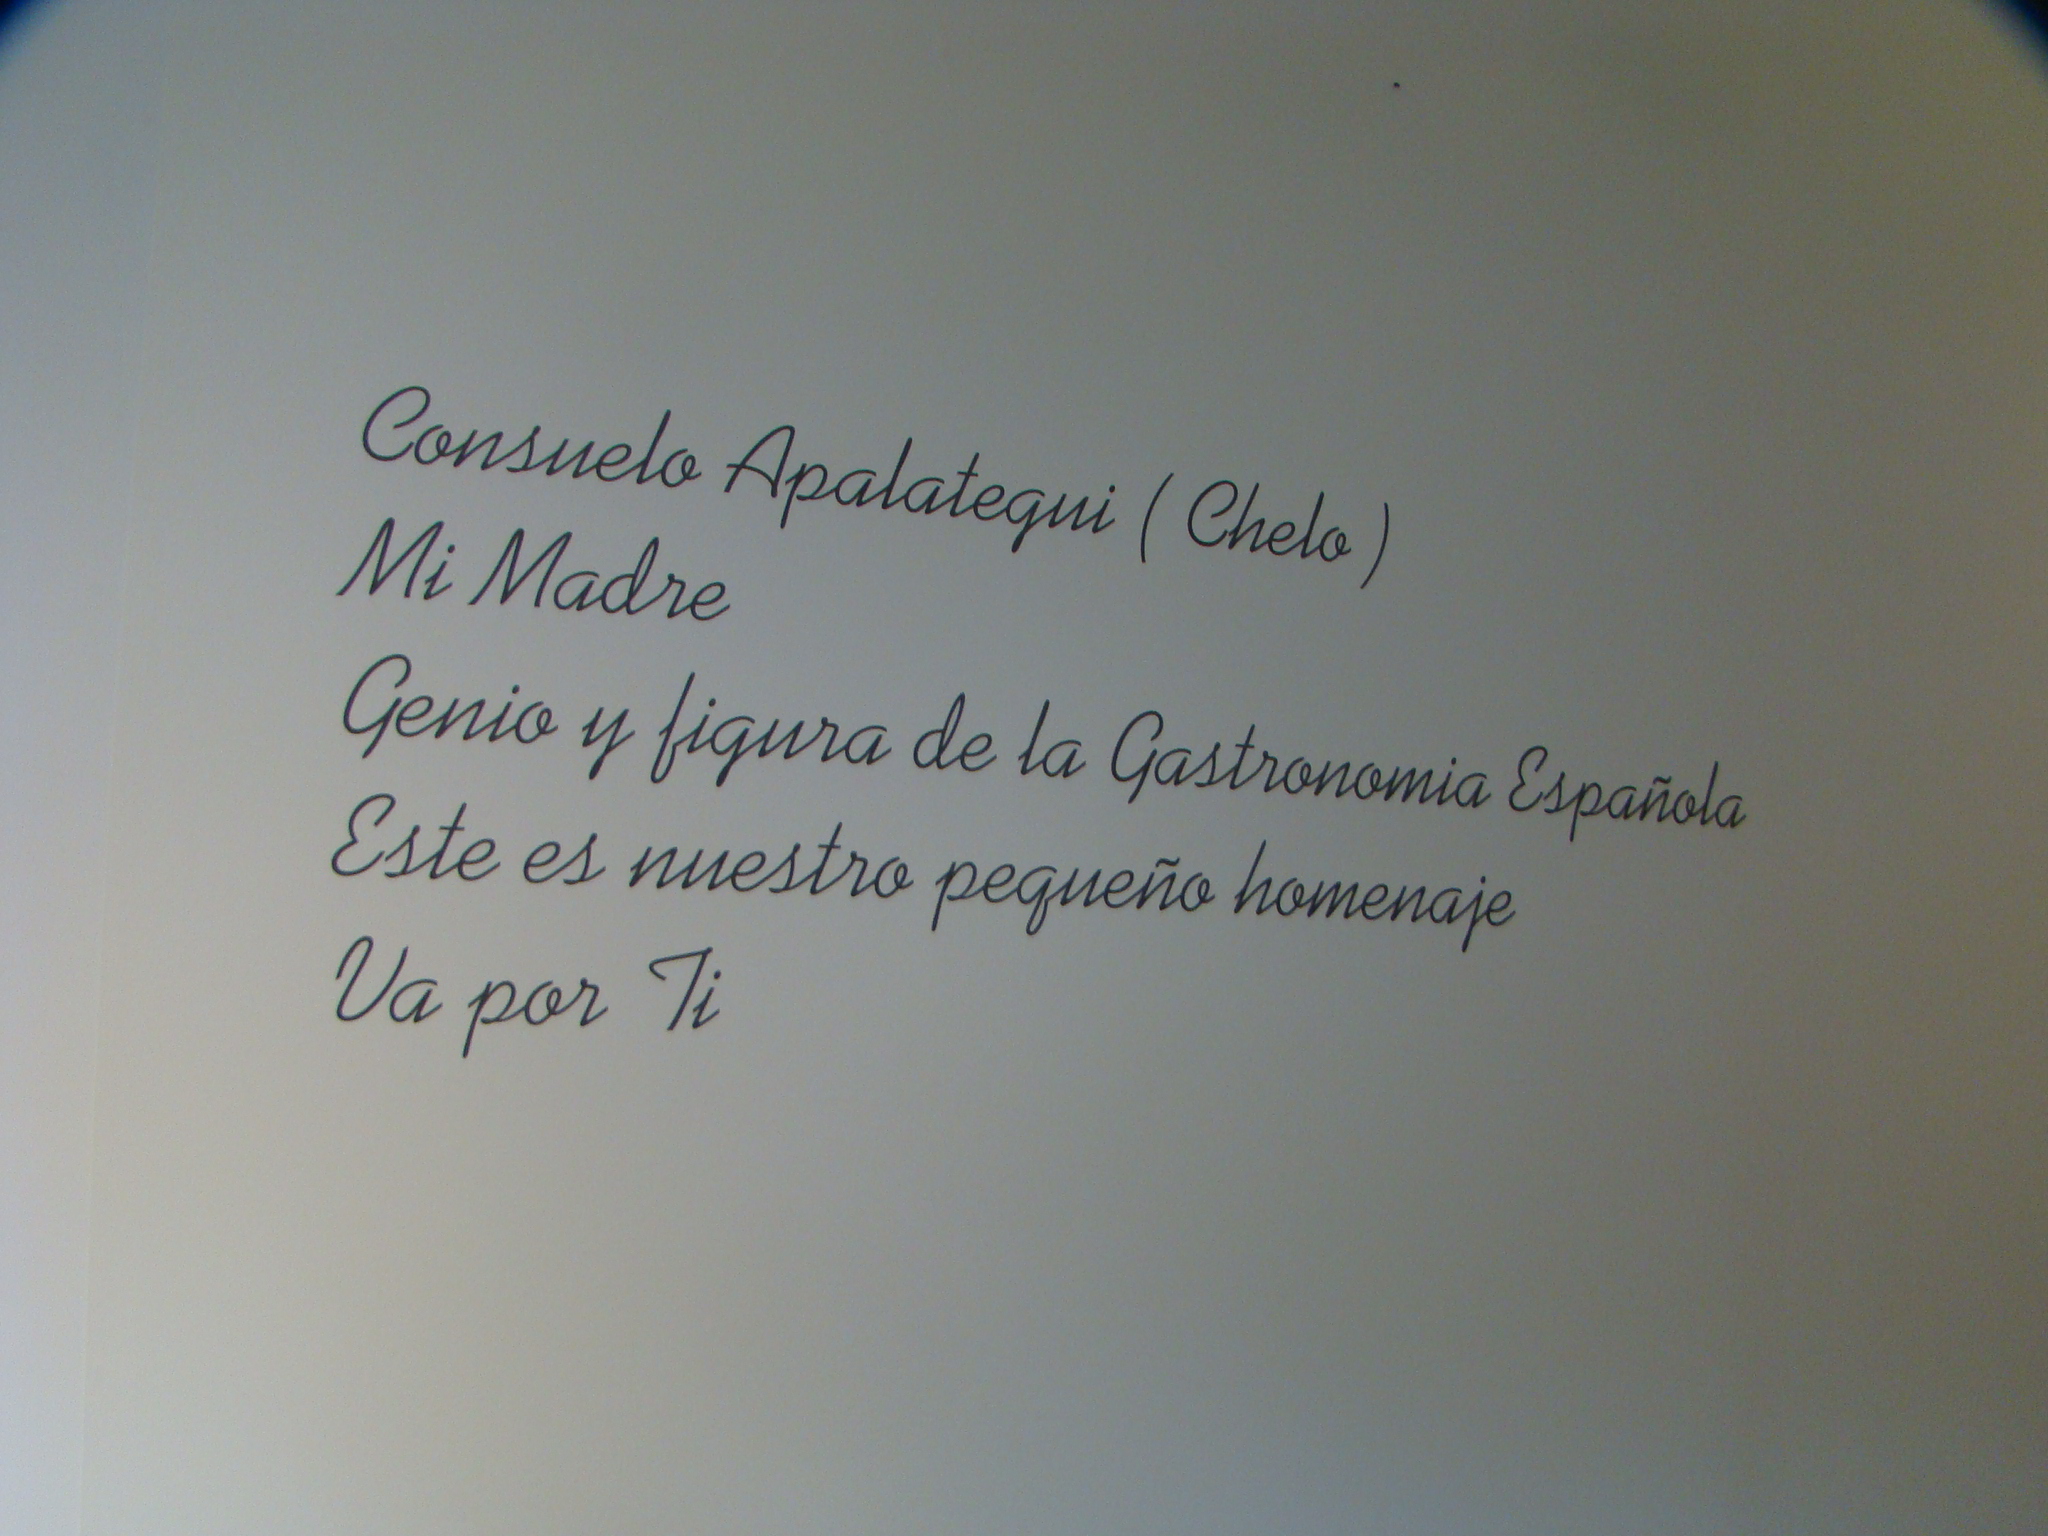 Consuelo Apalategui ( Chelo )
Mi Madre
Genio y figura de la Gastronomia Española
Este es nuestro pequeño homenaje
Va por Ti